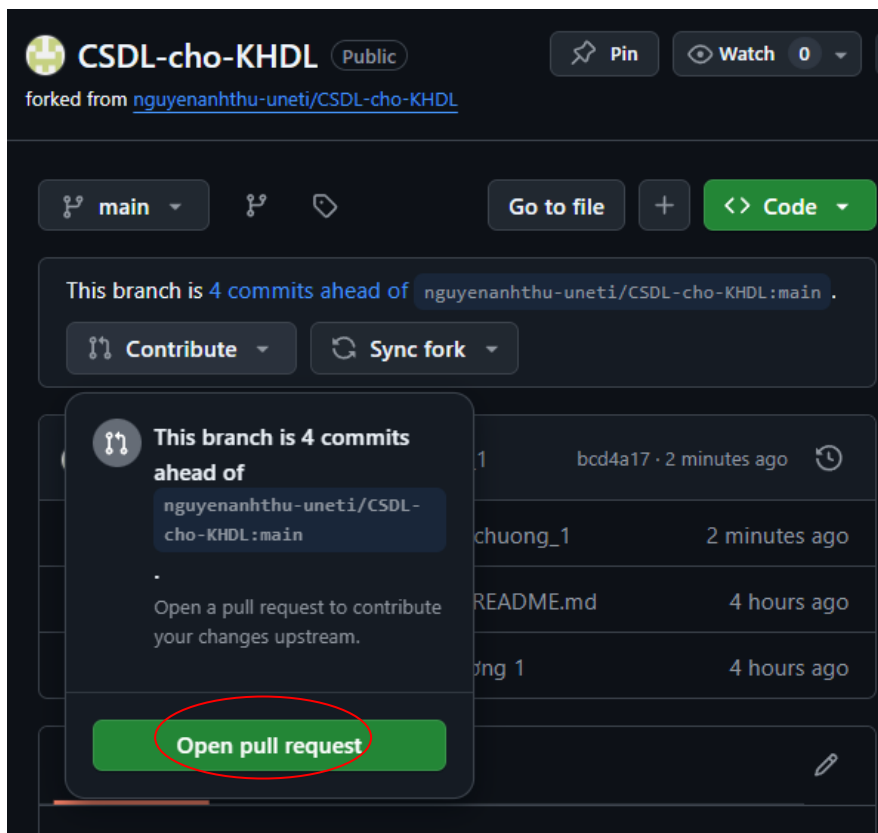 CSDL-cho-KHDL Public Pin Watch 0
forked from nguyenanhthu-uneti/CSDL-cho-KHDL
main Go to file + <> Code
This branch is 4 commits ahead of nguyenanhthu-uneti/CSDL-cho-KHDL:main .
Contribute Sync fork
This branch is 4 commits
ahead of
nguyenanhthu-uneti/CSDL-
cho-KHDL:main
.
Open a pull request to contribute
your changes upstream.
Open pull request
_1 bcd4a17 · 2 minutes ago
chuong_1 2 minutes ago
README.md 4 hours ago
ơng 1 4 hours ago